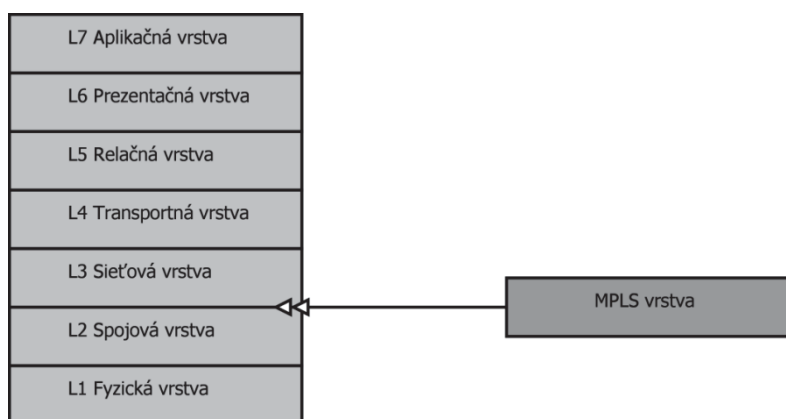 L7 Aplikačná vrstva
L6 Prezentačná vrstva
L5 Relačná vrstva
L4 Transportná vrstva
L3 Sieťová vrstva
MPLS vrstva
L2 Spojová vrstva
L1 Fyzická vrstva